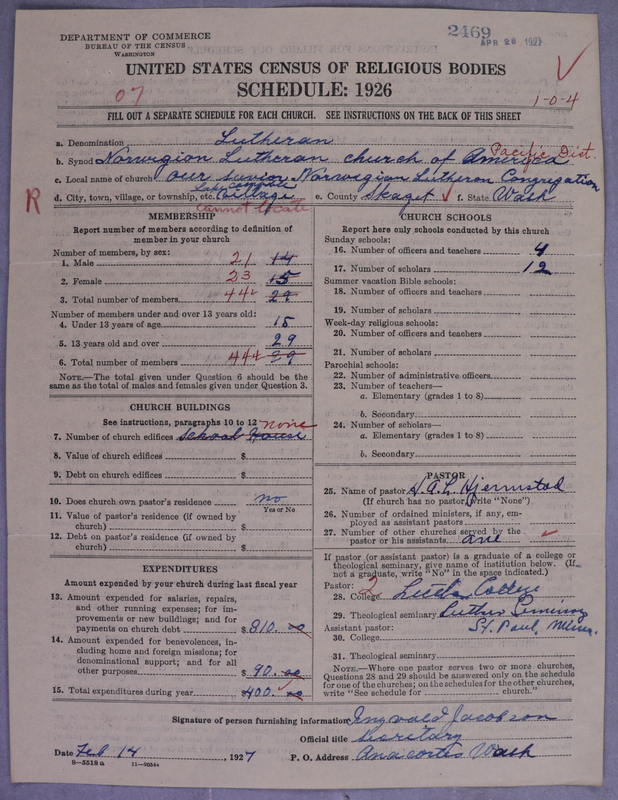 DEPARTMENT OF COMMERCE
BUREAU OF THE CENSUS
WASHINGTON
2469
APR 28 1927
UNITED STATES CENSUS OF RELIGIOUS BODIES
SCHEDULE: 1926
07
1-0-4
FILL OUT A SEPARATE SCHEDULE FOR EACH CHURCH. SEE INSTRUCTIONS ON THE BACK OF THIS SHEET
a. Denomination Lutheran
Pacific Dist.
b. Synod Norwigion Lutheran church of America
c. Local name of church our Norwigion Lutheron Congregation
R
d. City, town, village, or township, etc. village
cannot locate
e. County Skaget f. State Wash
MEMBERSHIP
Report number of members according to definition of
member in your church
Number of members, by sex:
1. Male 21 14
2. Female 23 15
3. Total number of members 44 29
Number of members under and over 13 years old:
4. Under 13 years of age 15
5. 13 years old and over 29
6. Total number of members 44 39
NOTE.—The total given under Question 6 should be the
same as the total of males and females given under Question 3.
CHURCH BUILDINGS
See instructions, paragraphs 10 to 12
none
7. Number of church edifices School House
8. Value of church edifices $
9. Debt on church edifices $
10. Does church own pastor's residence no
Yes or No
11. Value of pastor's residence (if owned by
church) $
12. Debt on pastor's residence (if owned by
church) $
EXPENDITURES
Amount expended by your church during last fiscal year
13. Amount expended for salaries, repairs,
and other running expenses; for im-
provements or new buildings; and for
payments on church debt $ 310. 00
14. Amount expended for benevolences, in-
cluding home and foreign missions; for
denominational support; and for all
other purposes $ 90. 00
15. Total expenditures during year $ 400. 00
CHURCH SCHOOLS
Report here only schools conducted by this church
Sunday schools:
16. Number of officers and teachers 4
17. Number of scholars 12
Summer vacation Bible schools:
18. Number of officers and teachers
19. Number of scholars
Week-day religious schools:
20. Number of officers and teachers
21. Number of scholars
Parochial schools:
22. Number of administrative officers
23. Number of teachers—
a. Elementary (grades 1 to 8)
b. Secondary
24. Number of scholars—
a. Elementary (grades 1 to 8)
b. Secondary
PASTOR
25. Name of pastor Hjermstad
(If church has no pastor, write "None")
26. Number of ordained ministers, if any, em-
ployed as assistant pastors
27. Number of other churches served by the
pastor or his assistants
If pastor (or assistant pastor) is a graduate of a college or
theological seminary, give name of institution below. (If
not a graduate, write "No" in the space indicated.)
Pastor: 2
28. College Luther College
29. Theological seminary Luther Seminary
Assistant pastor: St. Paul, Minn.
30. College
31. Theological seminary
NOTE.—Where one pastor serves two or more churches,
Questions 28 and 29 should be answered only on the schedule
for one of the churches; on the schedules for the other churches,
write "See schedule for church."
Signature of person furnishing information Ingvald Jacobson
Official title Secretary
Date Feb 14, 1927 P. O. Address Anacortes Wash
8—5518a 11—9034a